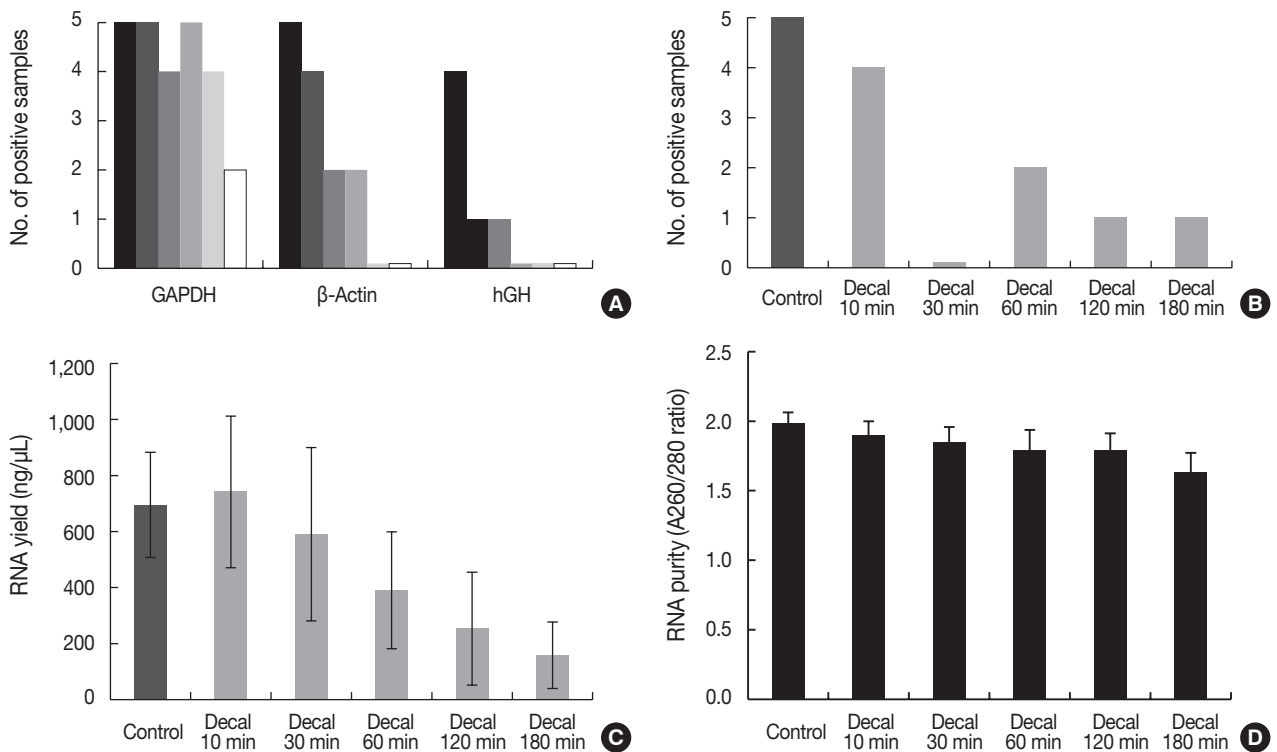 No. of positive samples
5
4
3
2
1
0
GAPDH
β-Actin
hGH
A
No. of positive samples
5
4
3
2
1
0
Control
Decal
10 min
Decal
30 min
Decal
60 min
Decal
120 min
Decal
180 min
B
RNA yield (ng/μL)
1,200
1,000
800
600
400
200
0
Control
Decal
10 min
Decal
30 min
Decal
60 min
Decal
120 min
Decal
180 min
C
RNA purity (A260/280 ratio)
2.5
2.0
1.5
1.0
0.5
0.0
Control
Decal
10 min
Decal
30 min
Decal
60 min
Decal
120 min
Decal
180 min
D